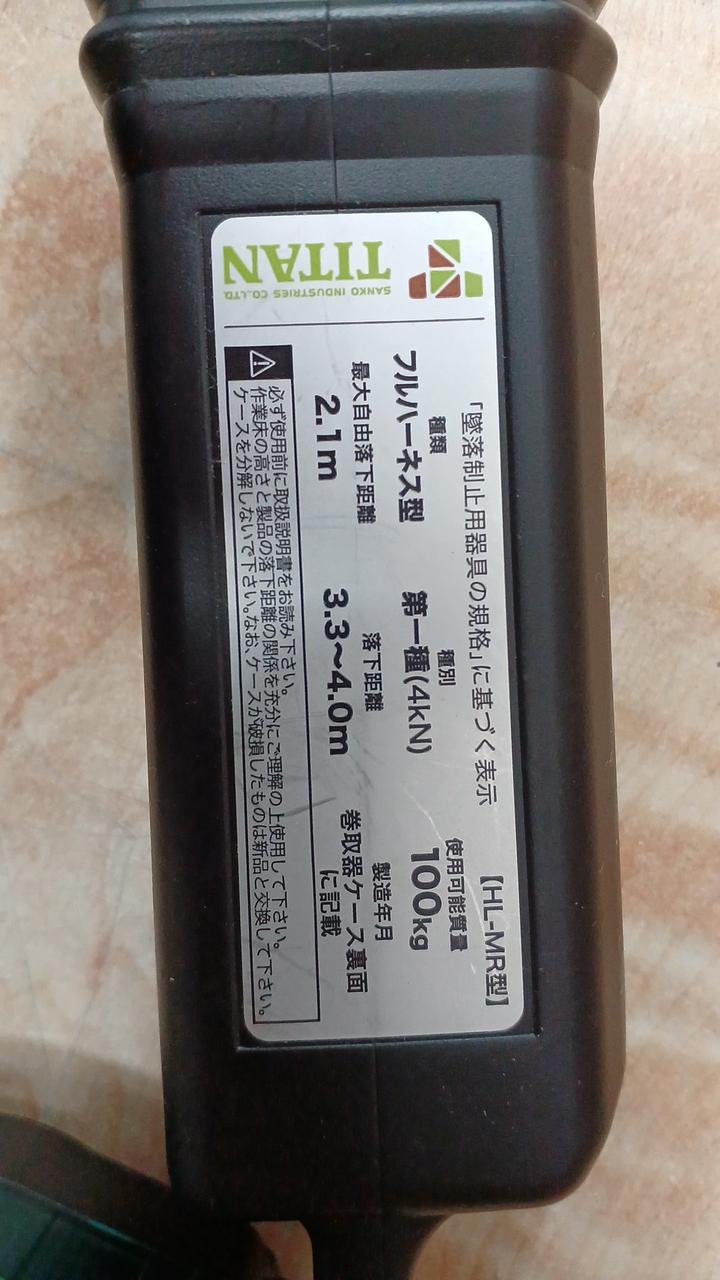 TITAN
SANKO INDUSTRIES CO.,LTD.
「墜落制止用器具の規格」に基づく表示
【HL-MR型】
種類
フルハーネス型
種別
第一種(4kN)
使用可能質量
100kg
最大自由落下距離
2.1m
落下距離
3.3～4.0m
製造年月
巻取器ケース裏面
に記載
必ず使用前に取扱説明書をお読み下さい。
作業床の高さと製品の落下距離の関係を充分にご理解の上使用して下さい。
ケースを分解しないで下さい。なお、ケースが破損したものは新品と交換して下さい。